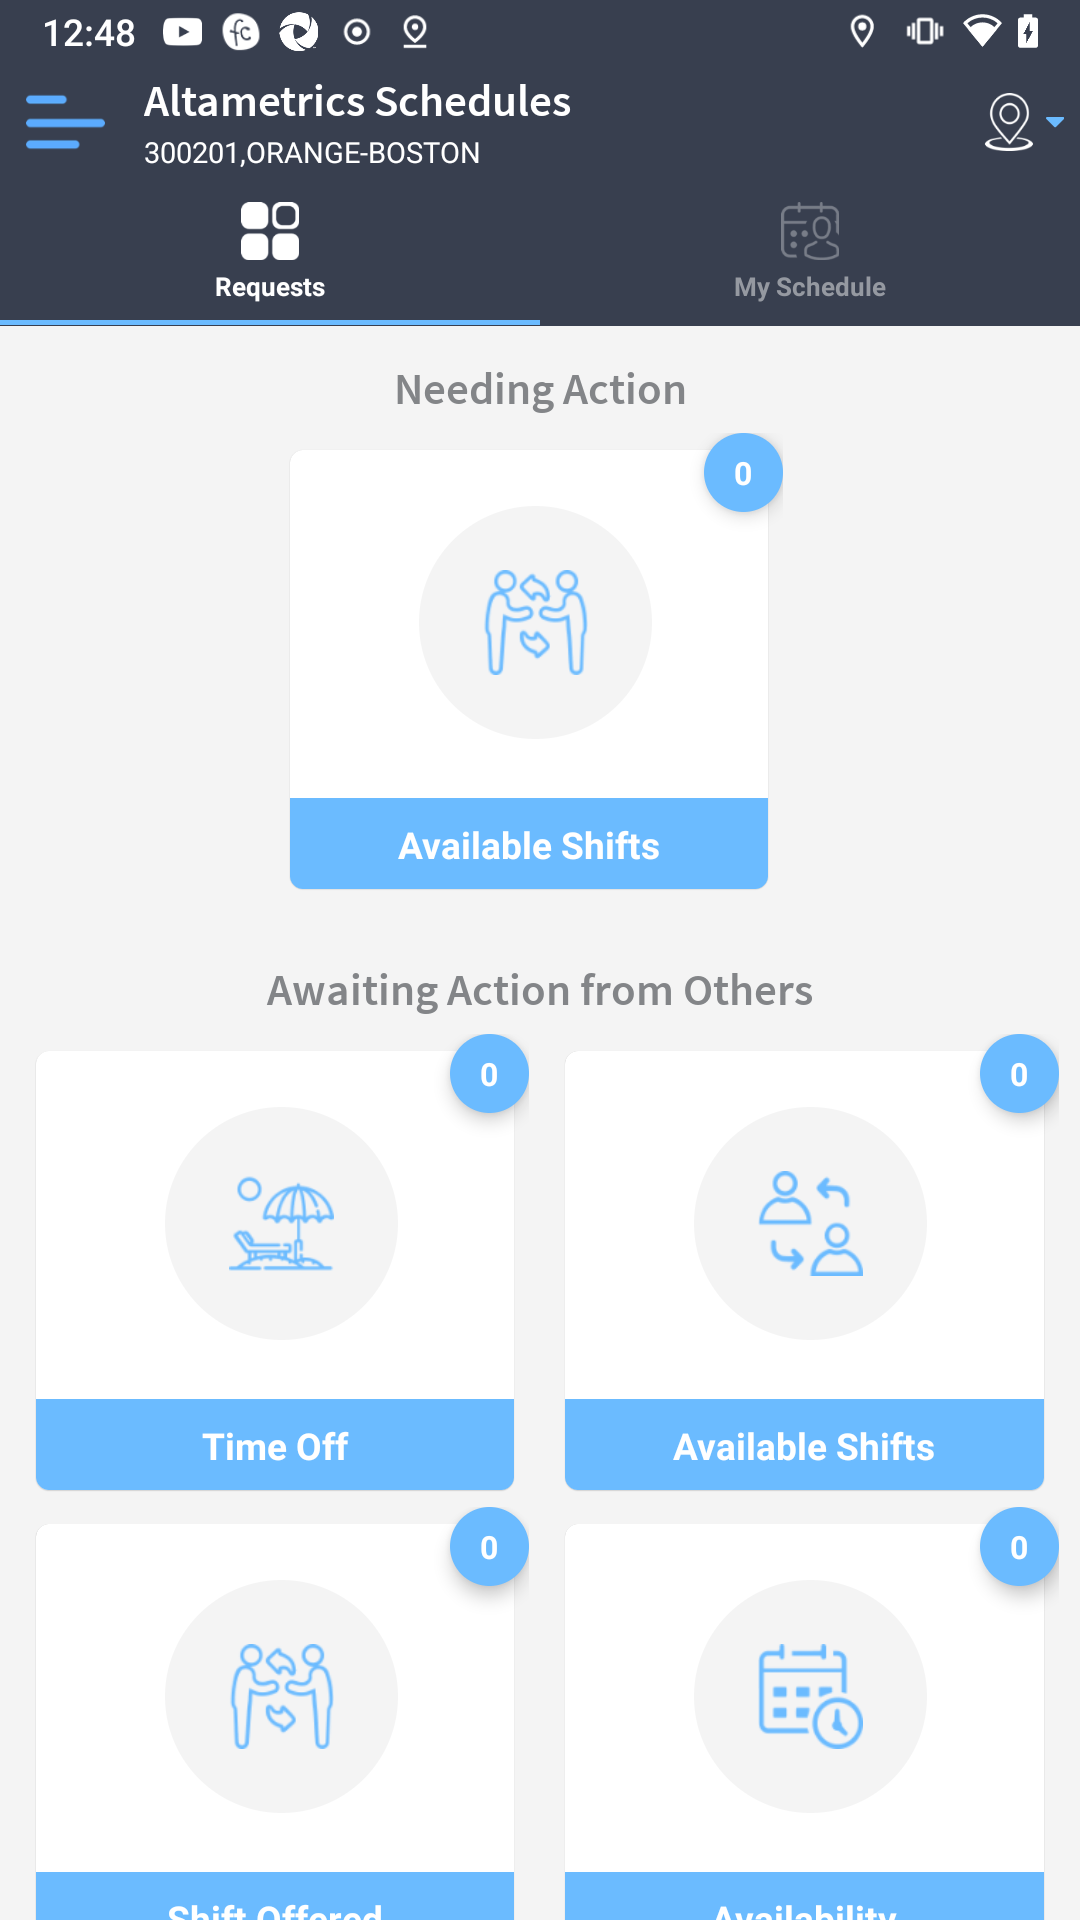 12:48
Altametrics Schedules
300201,ORANGE-BOSTON
Requests
My Schedule
Needing Action
0
Available Shifts
Awaiting Action from Others
0
0
Time Off
Available Shifts
0
0
Shift Offered
Availability